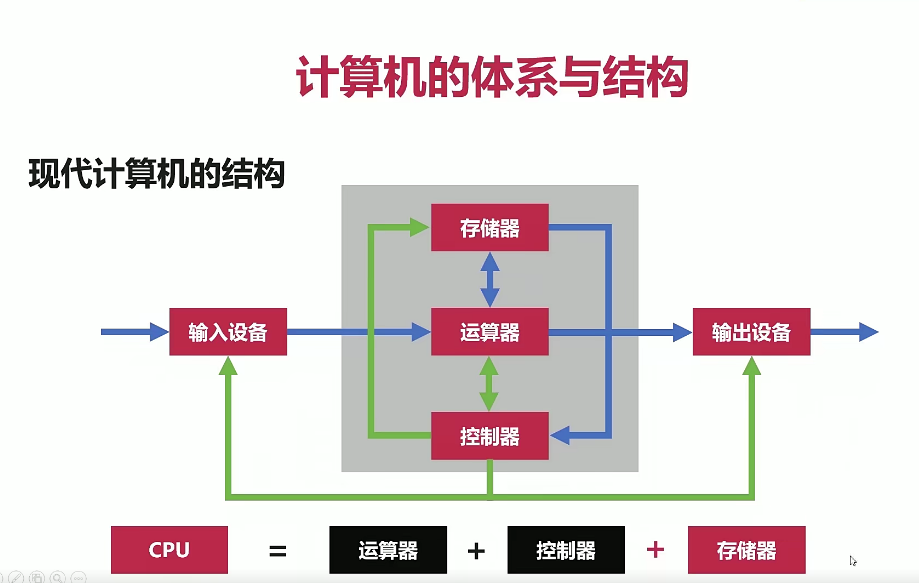 计算机的体系与结构
现代计算机的结构
存储器
输入设备
运算器
输出设备
控制器
CPU = 运算器 + 控制器 + 存储器